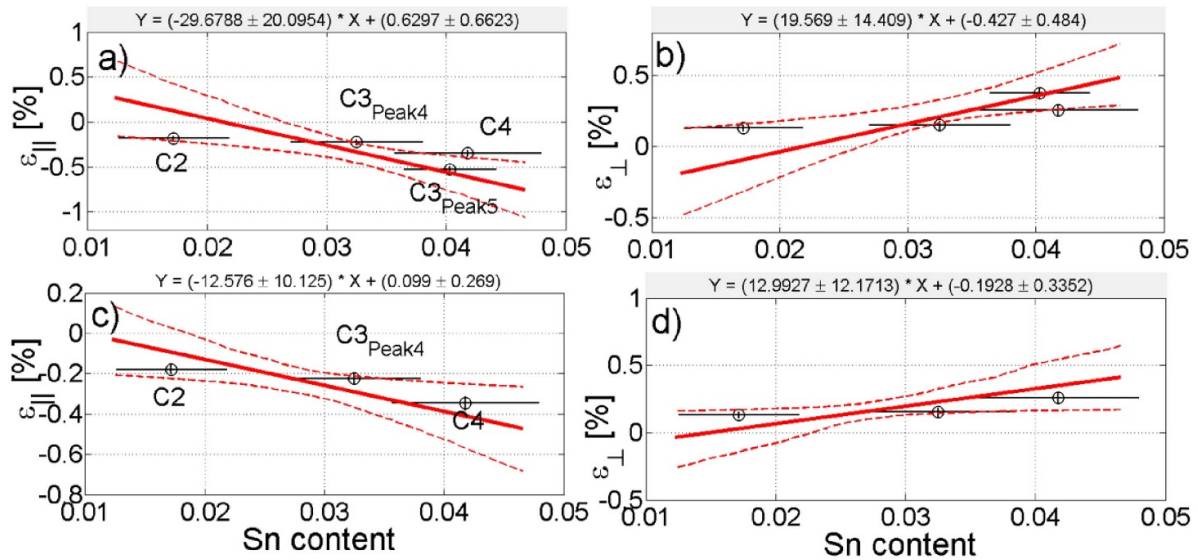 Y = (-29.6788 ± 20.0954) * X + (0.6297 ± 0.6623)
a)
ε|| [%]
1
0.5
0
-0.5
-1
C2
C3Peak4
C4
C3Peak5
0.01 0.02 0.03 0.04 0.05
Y = (19.569 ± 14.409) * X + (-0.427 ± 0.484)
b)
ε⊥ [%]
0.5
0
-0.5
0.01 0.02 0.03 0.04 0.05
Y = (-12.576 ± 10.125) * X + (0.099 ± 0.269)
c)
ε|| [%]
0.2
0
-0.2
-0.4
-0.6
-0.8
C2
C3Peak4
C4
0.01 0.02 0.03 0.04 0.05
Sn content
Y = (12.9927 ± 12.1713) * X + (-0.1928 ± 0.3352)
d)
ε⊥ [%]
1
0.5
0
-0.5
0.01 0.02 0.03 0.04 0.05
Sn content